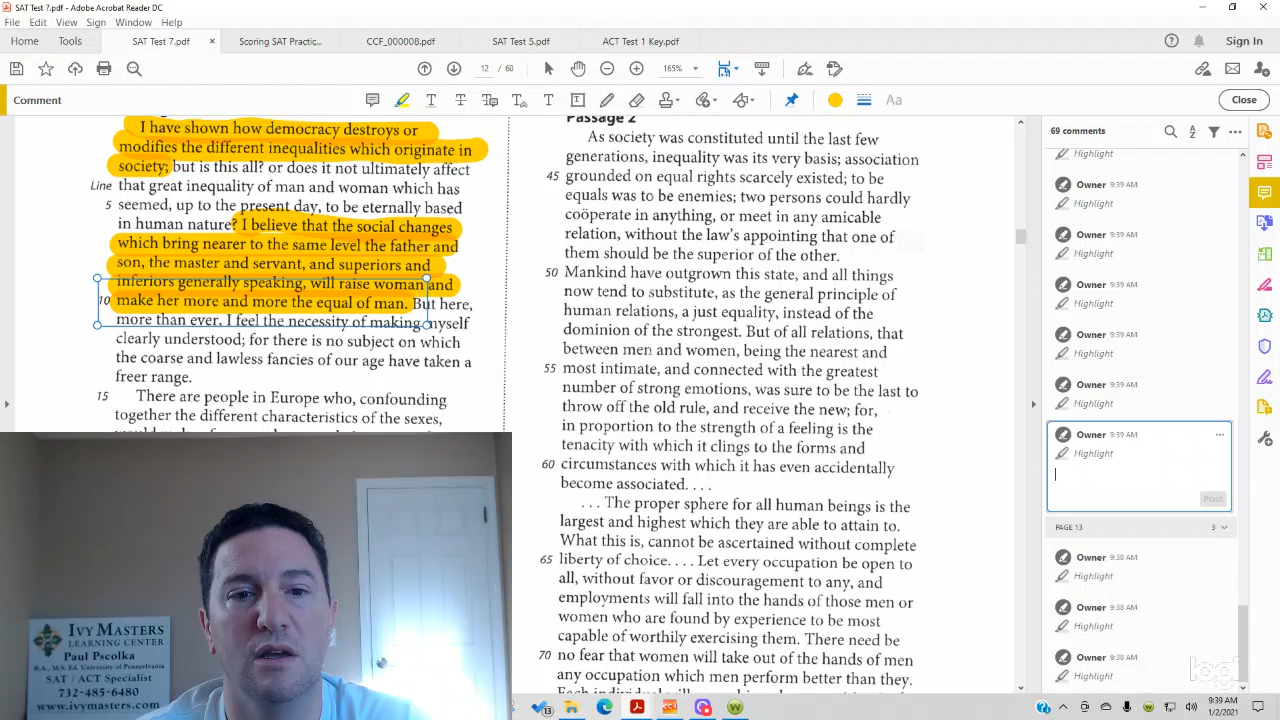 SAT Test 7.pdf - Adobe Acrobat Reader DC
File Edit View Sign Window Help
Home Tools SAT Test 7.pdf × Scoring SAT Practic... CCF_000008.pdf SAT Test 5.pdf ACT Test 1 Key.pdf Sign In
12 / 60 165%
Comment Aa Close
I have shown how democracy destroys or
modifies the different inequalities which originate in
society; but is this all? or does it not ultimately affect
Line that great inequality of man and woman which has
5 seemed, up to the present day, to be eternally based
in human nature? I believe that the social changes
which bring nearer to the same level the father and
son, the master and servant, and superiors and
inferiors generally speaking, will raise woman and
10 make her more and more the equal of man. But here,
more than ever, I feel the necessity of making myself
clearly understood; for there is no subject on which
the coarse and lawless fancies of our age have taken a
freer range.
15 There are people in Europe who, confounding
together the different characteristics of the sexes,
Passage 2
As society was constituted until the last few
generations, inequality was its very basis; association
45 grounded on equal rights scarcely existed; to be
equals was to be enemies; two persons could hardly
coöperate in anything, or meet in any amicable
relation, without the law's appointing that one of
them should be the superior of the other.
50 Mankind have outgrown this state, and all things
now tend to substitute, as the general principle of
human relations, a just equality, instead of the
dominion of the strongest. But of all relations, that
between men and women, being the nearest and
55 most intimate, and connected with the greatest
number of strong emotions, was sure to be the last to
throw off the old rule, and receive the new; for,
in proportion to the strength of a feeling is the
tenacity with which it clings to the forms and
60 circumstances with which it has even accidentally
become associated. . . .
. . . The proper sphere for all human beings is the
largest and highest which they are able to attain to.
What this is, cannot be ascertained without complete
65 liberty of choice. . . . Let every occupation be open to
all, without favor or discouragement to any, and
employments will fall into the hands of those men or
women who are found by experience to be most
capable of worthily exercising them. There need be
70 no fear that women will take out of the hands of men
any occupation which men perform better than they.
69 comments
Highlight
Owner 9:39 AM
Highlight
Owner 9:39 AM
Highlight
Owner 9:39 AM
Highlight
Owner 9:39 AM
Highlight
Owner 9:39 AM
Highlight
Owner 9:39 AM
Highlight
Post
PAGE 13 3
Owner 9:38 AM
Highlight
Owner 9:38 AM
Highlight
Owner 9:38 AM
Highlight
IVY MASTERS
LEARNING CENTER
Paul Pscolka
B.A., M.S. Ed. University of Pennsylvania
SAT / ACT Specialist
732-485-6480
www.ivymasters.com
13
9:39 AM
1/2/2021